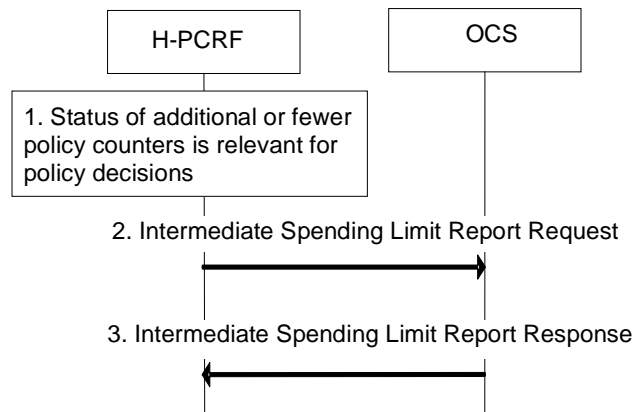 H-PCRF
OCS
1. Status of additional or fewer
policy counters is relevant for
policy decisions
2. Intermediate Spending Limit Report Request
3. Intermediate Spending Limit Report Response